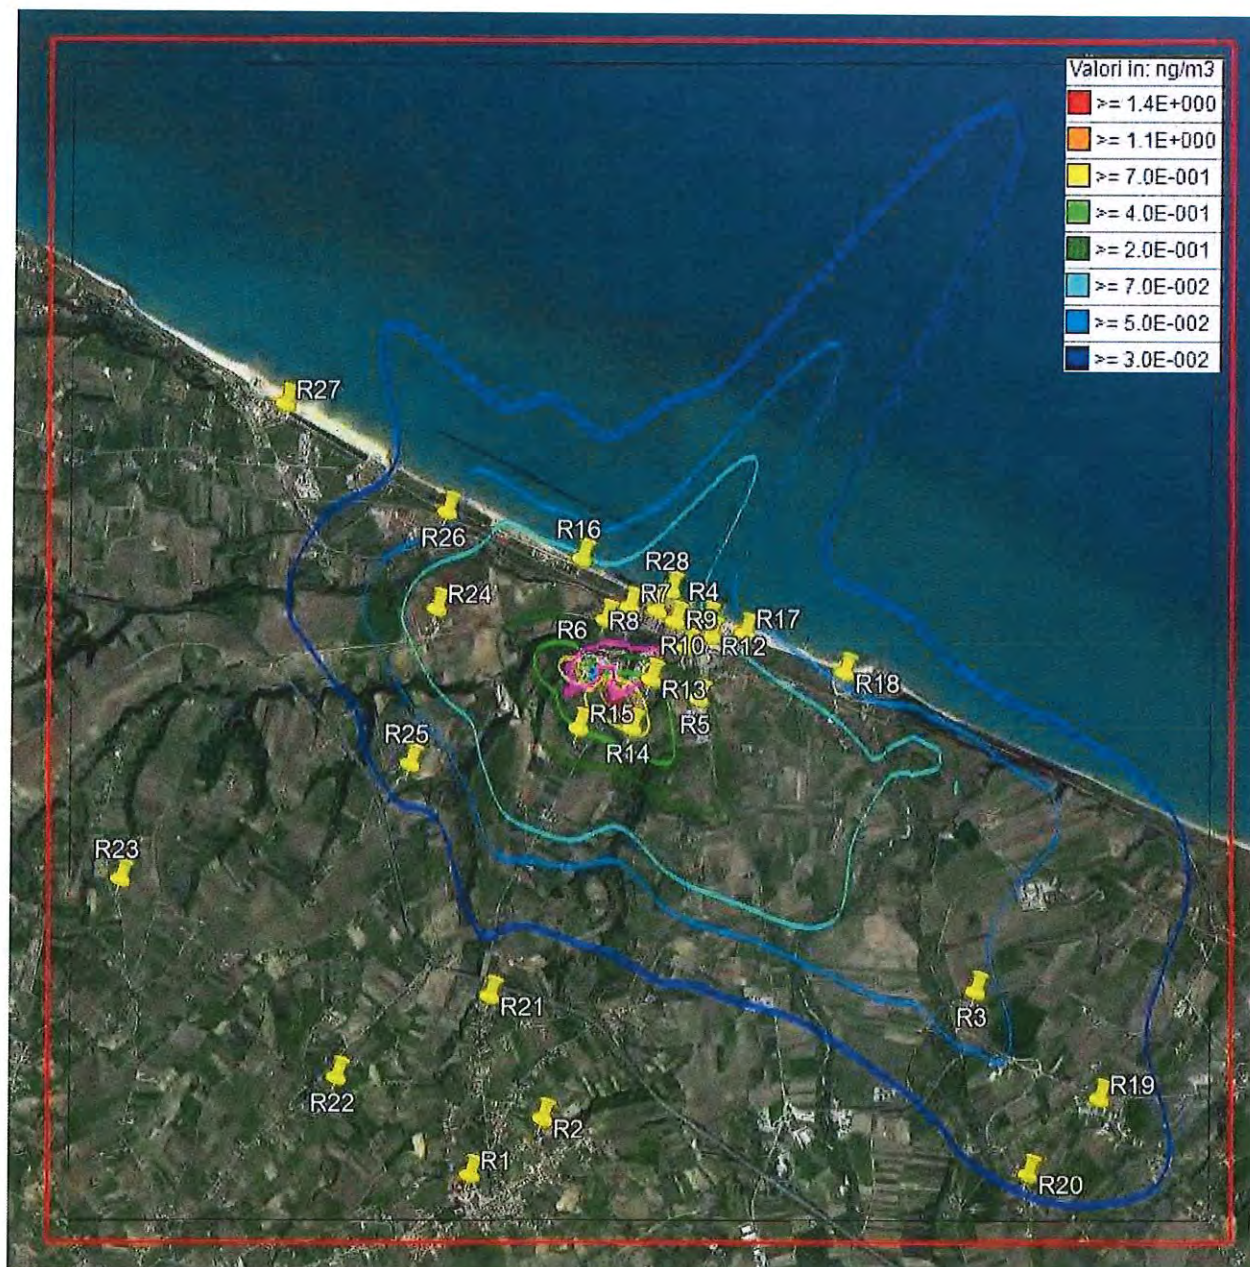 Valori in: ng/m3
>= 1.4E+000
>= 1.1E+000
>= 7.0E-001
>= 4.0E-001
>= 2.0E-001
>= 7.0E-002
>= 5.0E-002
>= 3.0E-002
R27
R26
R16
R28
R24
R7
R4
R8
R9
R17
R6
R10
R12
R13
R18
R5
R15
R14
R25
R23
R21
R3
R22
R19
R2
R1
R20